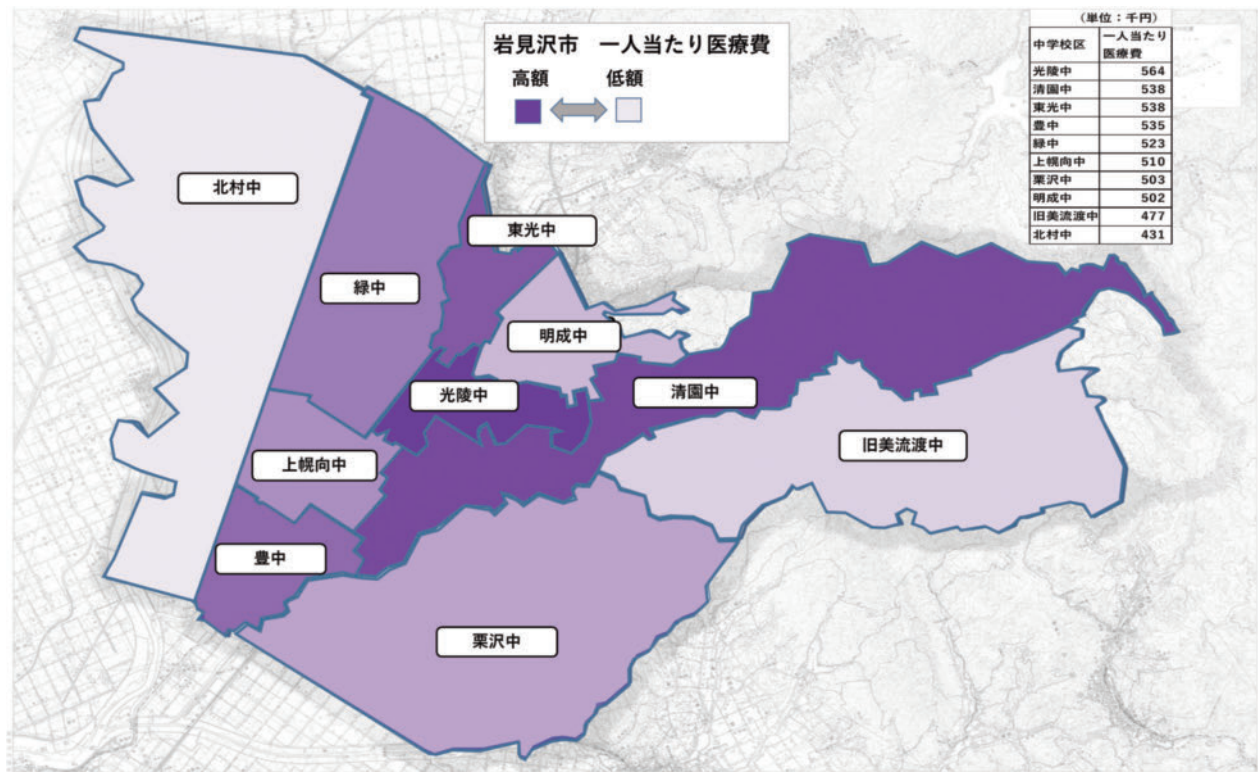 岩見沢市 一人当たり医療費
高額 低額
(単位：千円)
中学校区 一人当たり医療費
光陵中 564
清園中 538
東光中 538
豊中 535
緑中 523
上幌向中 510
栗沢中 503
明成中 502
旧美流渡中 477
北村中 431
北村中
東光中
緑中
明成中
光陵中
清園中
旧美流渡中
上幌向中
豊中
栗沢中